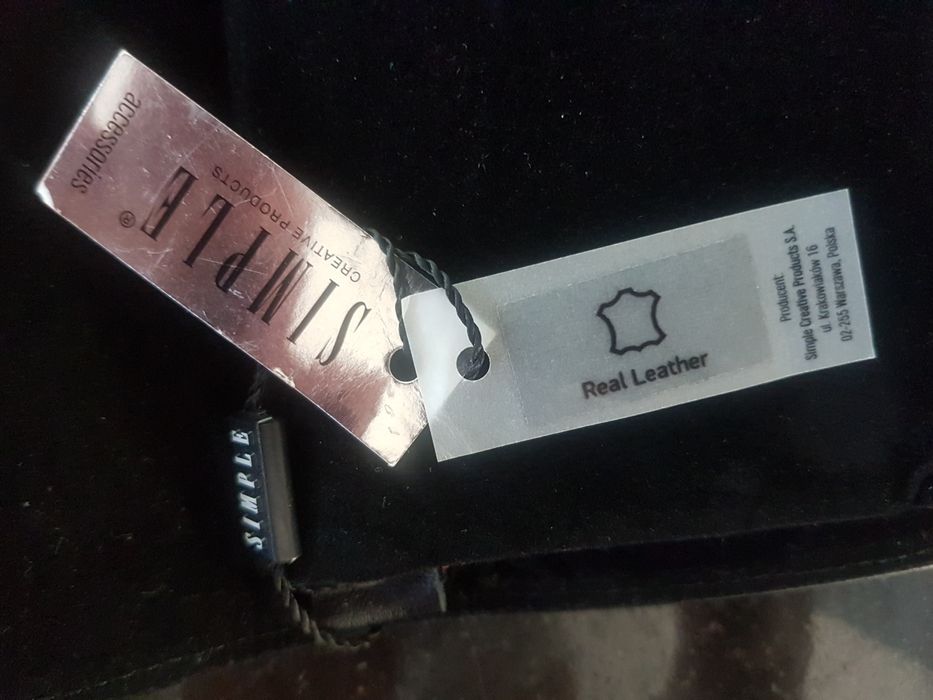 accessories
SIMPLE
®
CREATIVE PRODUCTS
Real Leather
Producent:
Simple Creative Products S.A.
ul. Krakowiaków 16
02-255 Warszawa, Polska
SIMPLE